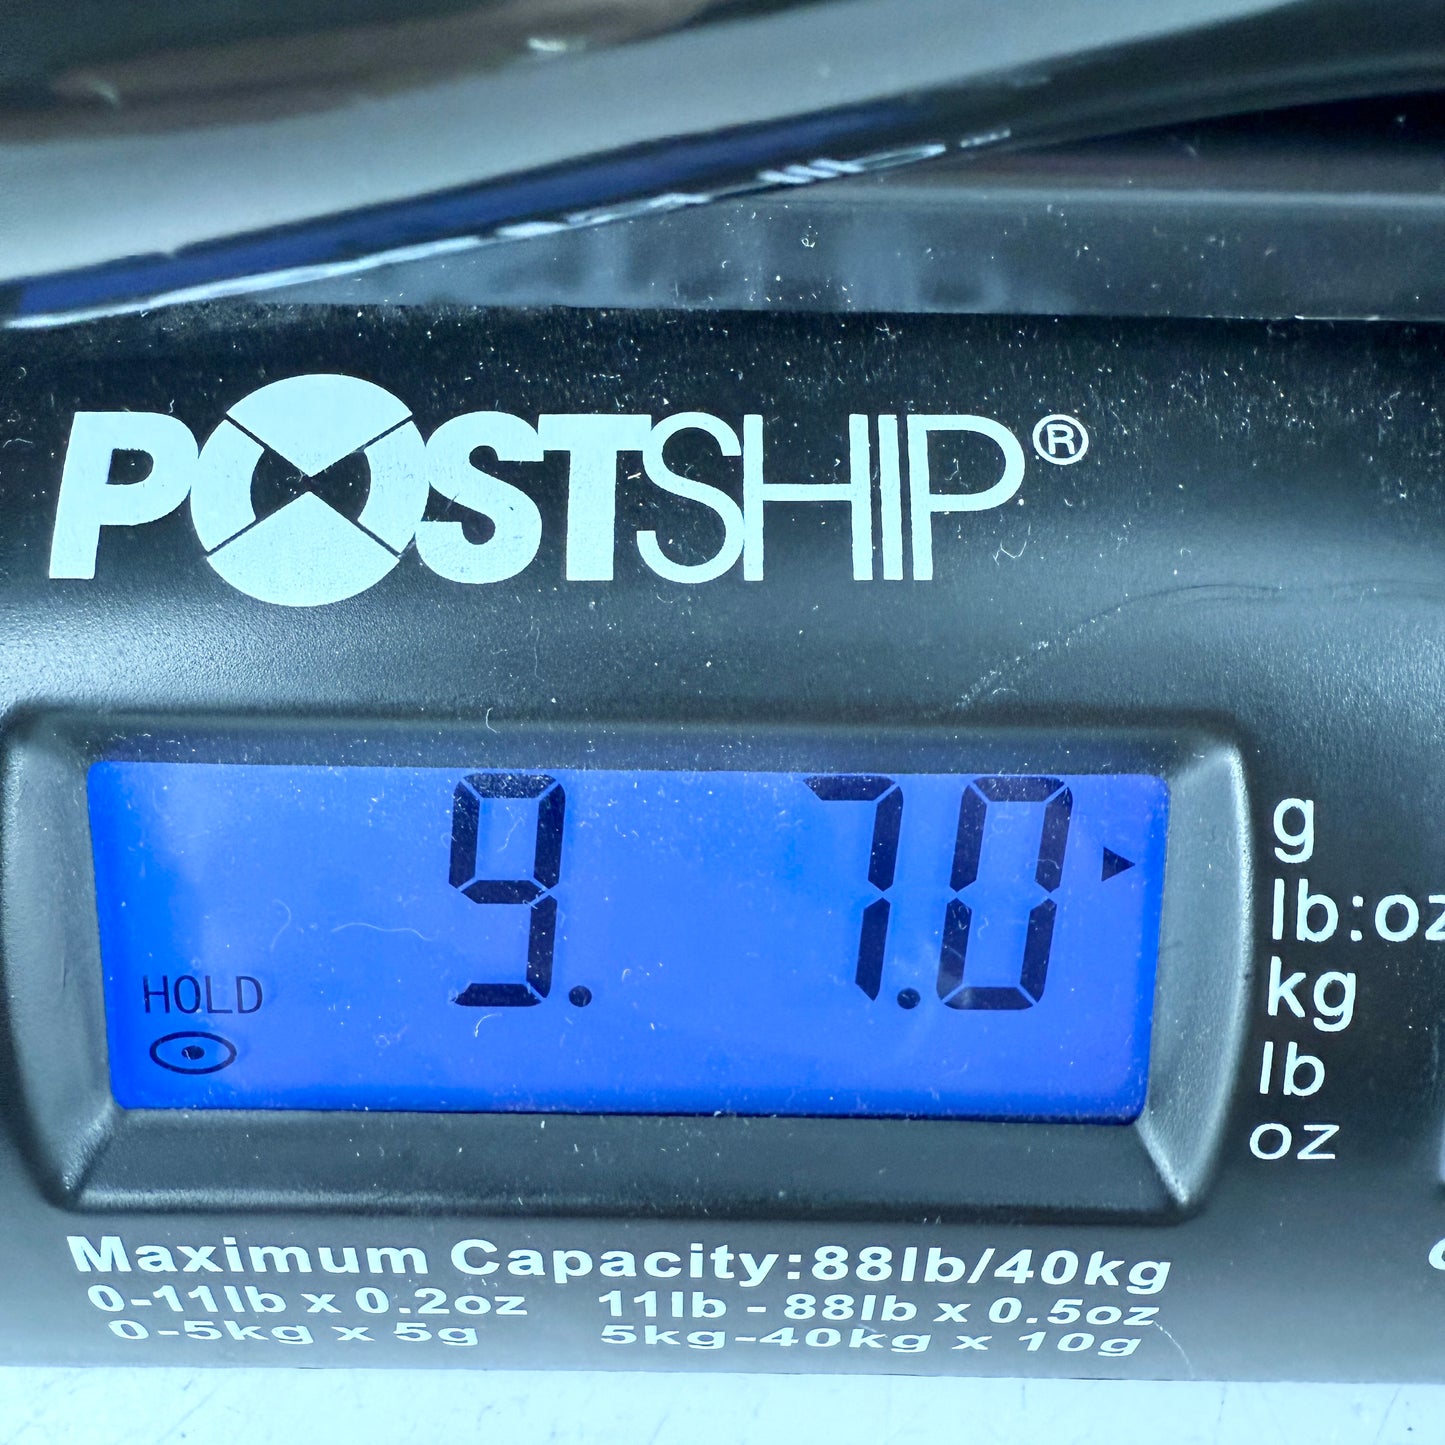 POSTSHIP®
9. 7.0
HOLD
g
lb:oz
kg
lb
oz
Maximum Capacity:88lb/40kg
0-11lb x 0.2oz 11lb - 88lb x 0.5oz
0-5kg x 5g 5kg-40kg x 10g